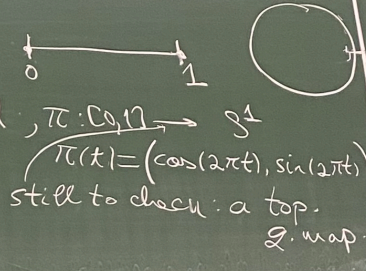 0 1
, π : [0,1] → S¹
π(t) = (cos(2πt), sin(2πt)
still to check: a top.
q. map.